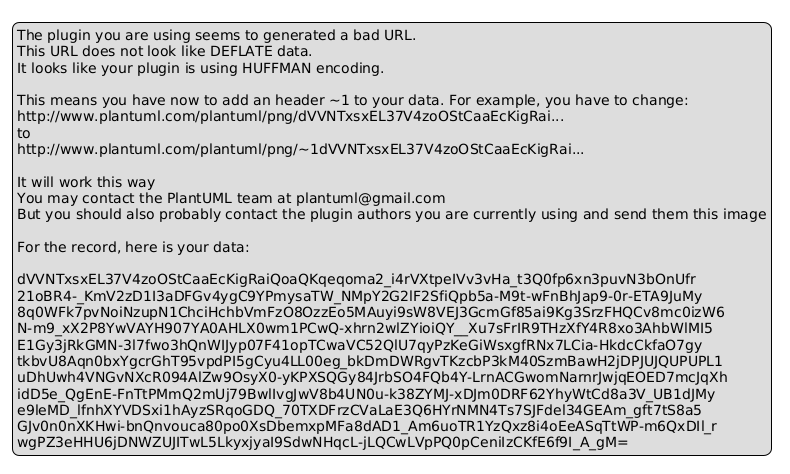 The plugin you are using seems to generated a bad URL.
This URL does not look like DEFLATE data.
It looks like your plugin is using HUFFMAN encoding.
This means you have now to add an header ~1 to your data. For example, you have to change:
http://www.plantuml.com/plantuml/png/dVVNTxsxEL37V4zoOStCaaEcKigRai...
to
http://www.plantuml.com/plantuml/png/~1dVVNTxsxEL37V4zoOStCaaEcKigRai...
It will work this way
You may contact the PlantUML team at plantuml@gmail.com
But you should also probably contact the plugin authors you are currently using and send them this image
For the record, here is your data:
dVVNTxsxEL37V4zoOStCaaEcKigRaiQoaQKqeqoma2_i4rVXtpeIVv3vHa_t3Q0fp6xn3puvN3bOnUfr
21oBR4-_KmV2zD1I3aDFGv4ygC9YPmysaTW_NMpY2G2lF2SfiQpb5a-M9t-wFnBhJap9-0r-ETA9JuMy
8q0WFk7pvNoiNzupN1ChciHchbVmFzO8OzzEo5MAuyi9sW8VEJ3GcmGf85ai9Kg3SrzFHQCv8mc0izW6
N-m9_xX2P8YwVAYH907YA0AHLX0wm1PCwQ-xhrn2wlZYioiQY__Xu7sFrIR9THzXfY4R8xo3AhbWIMI5
E1Gy3jRkGMN-3l7fwo3hQnWIJyp07F41opTCwaVC52QlU7qyPzKeGiWsxgfRNx7LCia-HkdcCkfaO7gy
tkbvU8Aqn0bxYgcrGhT95vpdPI5gCyu4LL00eg_bkDmDWRgvTKzcbP3kM40SzmBawH2jDPJUJQUPUPL1
uDhUwh4VNGvNXcR094AlZw9OsyX0-yKPXSQGy84JrbSO4FQb4Y-LrnACGwomNarnrJwjqEOED7mcJqXh
idD5e_QgEnE-FnTtPMmQ2mUj79BwlIvgJwV8b4UN0u-k38ZYMJ-xDJm0DRF62YhyWtCd8a3V_UB1dJMy
e9leMD_lfnhXYVDSxi1hAyzSRqoGDQ_70TXDFrzCVaLaE3Q6HYrNMN4Ts7SJFdel34GEAm_gft7tS8a5
GJv0n0nXKHwi-bnQnvouca80po0XsDbemxpMFa8dAD1_Am6uoTR1YzQxz8i4oEeASqTtWP-m6QxDIl_r
wgPZ3eHHU6jDNWZUJITwL5LkyxjyaI9SdwNHqcL-jLQCwLVpPQ0pCeniIzCKfE6f9I_A_gM=